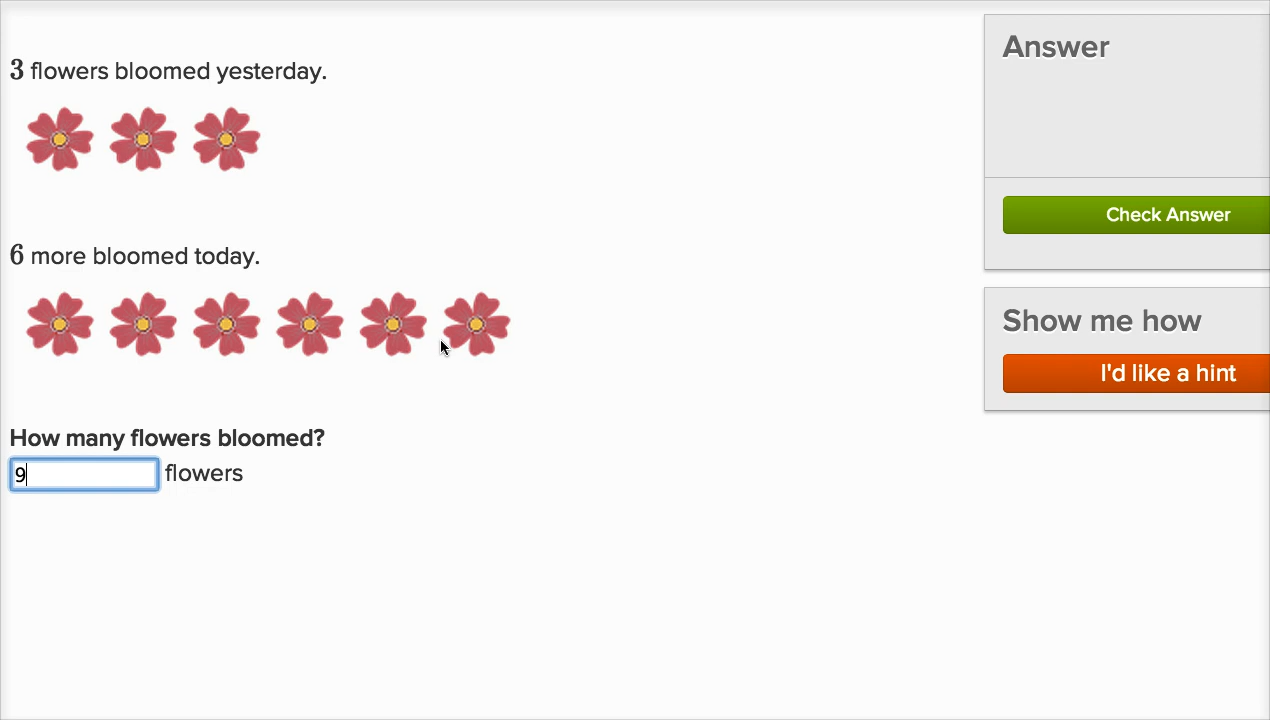 3 flowers bloomed yesterday.
6 more bloomed today.
How many flowers bloomed?
9 flowers
Answer
Check Answer
Show me how
I'd like a hint